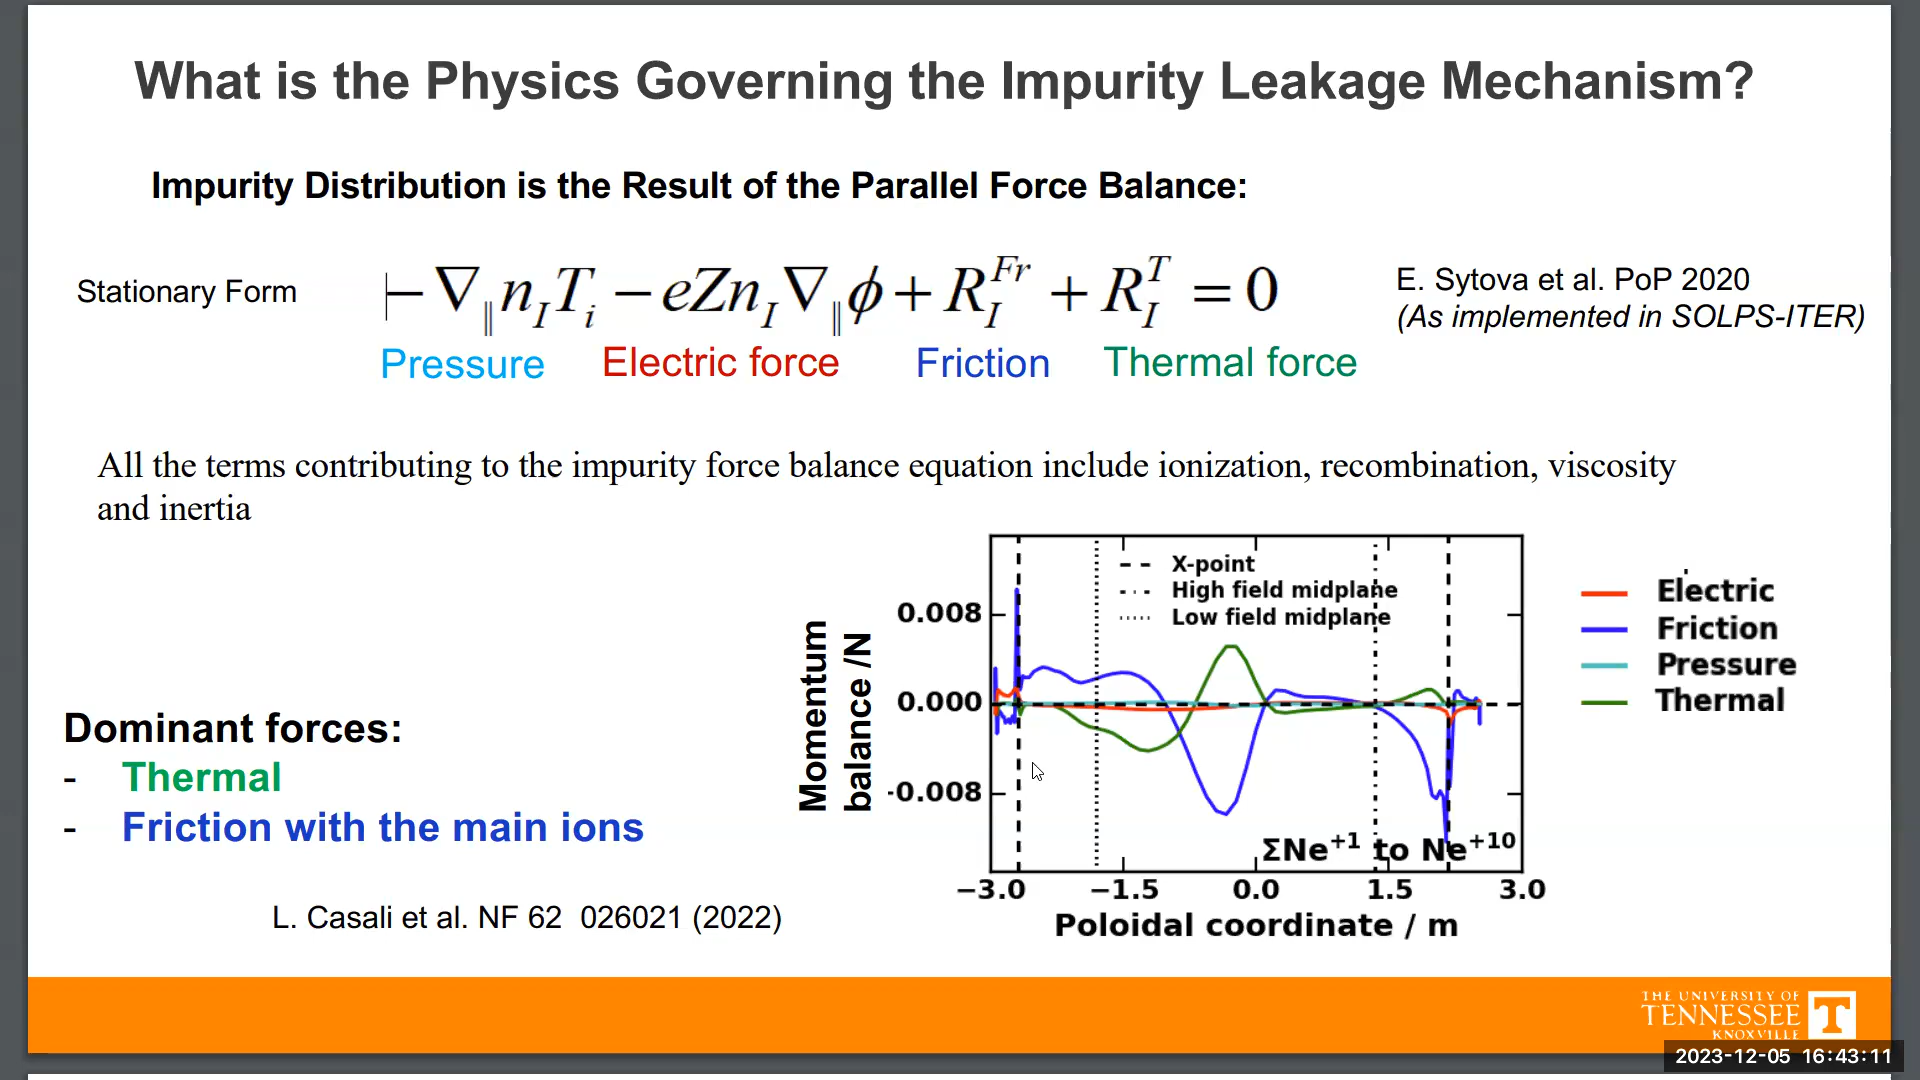 What is the Physics Governing the Impurity Leakage Mechanism?
Impurity Distribution is the Result of the Parallel Force Balance:
Stationary Form
−∇∥ n_I T_i − eZn_I ∇∥ ϕ + R_I^Fr + R_I^T = 0
E. Sytova et al. PoP 2020
(As implemented in SOLPS-ITER)
Pressure Electric force Friction Thermal force
All the terms contributing to the impurity force balance equation include ionization, recombination, viscosity
and inertia
Dominant forces:
- Thermal
- Friction with the main ions
L. Casali et al. NF 62 026021 (2022)
Momentum
balance /N
0.008
0.000
-0.008
X-point
High field midplane
Low field midplane
ΣNe⁺¹ to Ne⁺¹⁰
−3.0 −1.5 0.0 1.5 3.0
Poloidal coordinate / m
Electric
Friction
Pressure
Thermal
THE UNIVERSITY OF
TENNESSEE
KNOXVILLE
T
2023-12-05 16:43:11